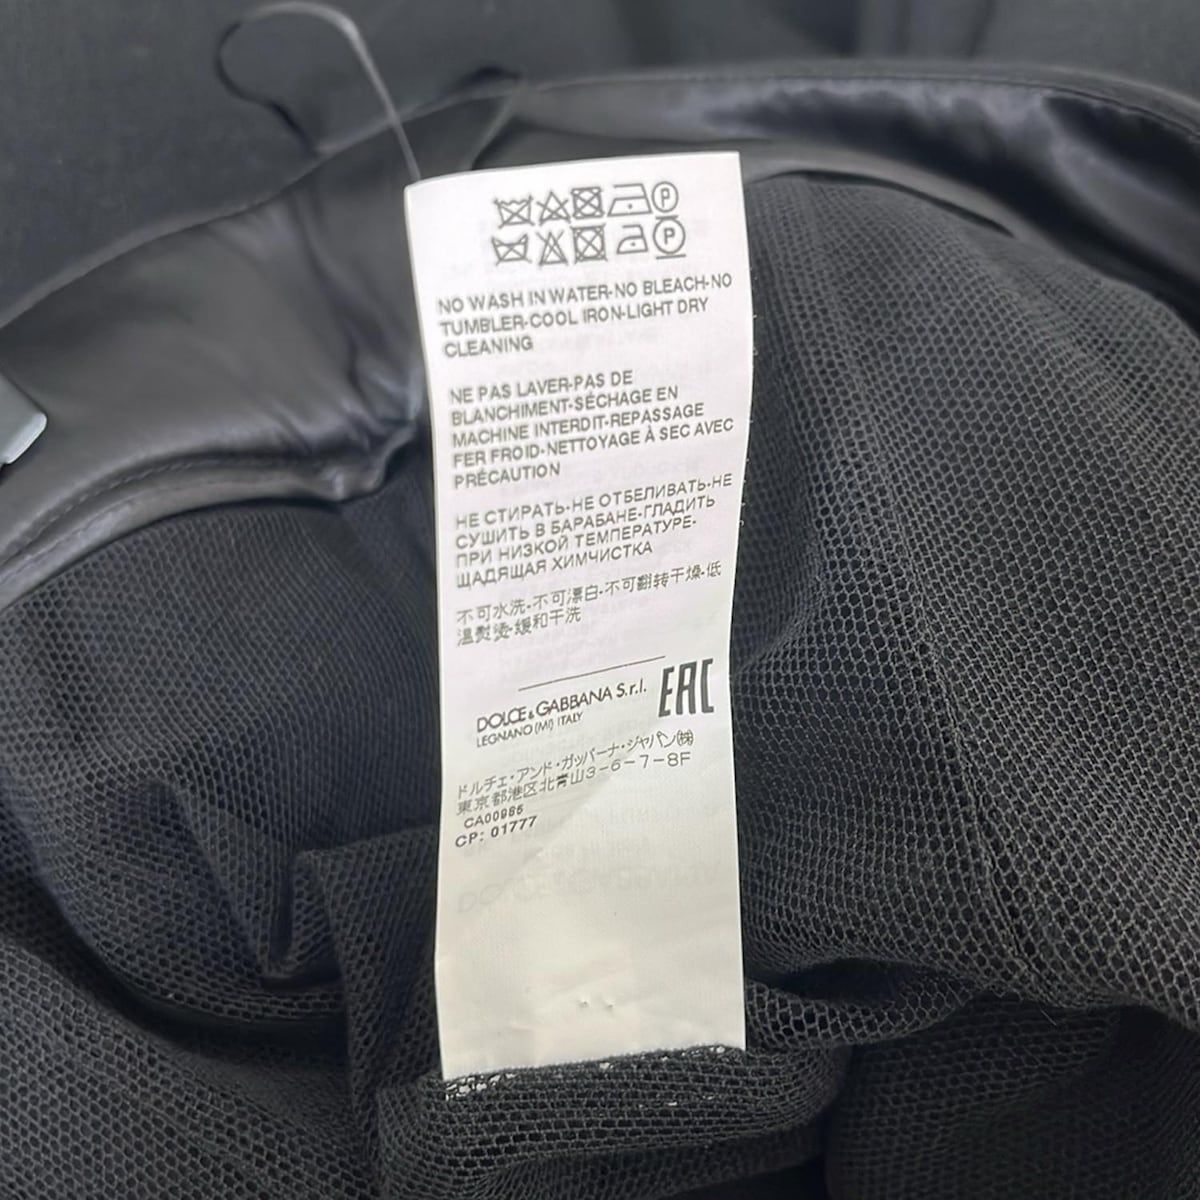 NO WASH IN WATER-NO BLEACH-NO
TUMBLER-COOL IRON-LIGHT DRY
CLEANING
NE PAS LAVER-PAS DE
BLANCHIMENT-SÉCHAGE EN
MACHINE INTERDIT-REPASSAGE
FER FROID-NETTOYAGE À SEC AVEC
PRÉCAUTION
НЕ СТИРАТЬ-НЕ ОТБЕЛИВАТЬ-НЕ
СУШИТЬ В БАРАБАНЕ-ГЛАДИТЬ
ПРИ НИЗКОЙ ТЕМПЕРАТУРЕ-
ЩАДЯЩАЯ ХИМЧИСТКА
不可水洗-不可漂白-不可翻转干燥-低
温熨烫-缓和干洗
DOLCE & GABBANA S.r.l. EAC
LEGNANO (MI) ITALY
ドルチェ・アンド・ガッバーナ・ジャパン㈱
東京都港区北青山3-6-7-8F
CA00985
CP: 01777